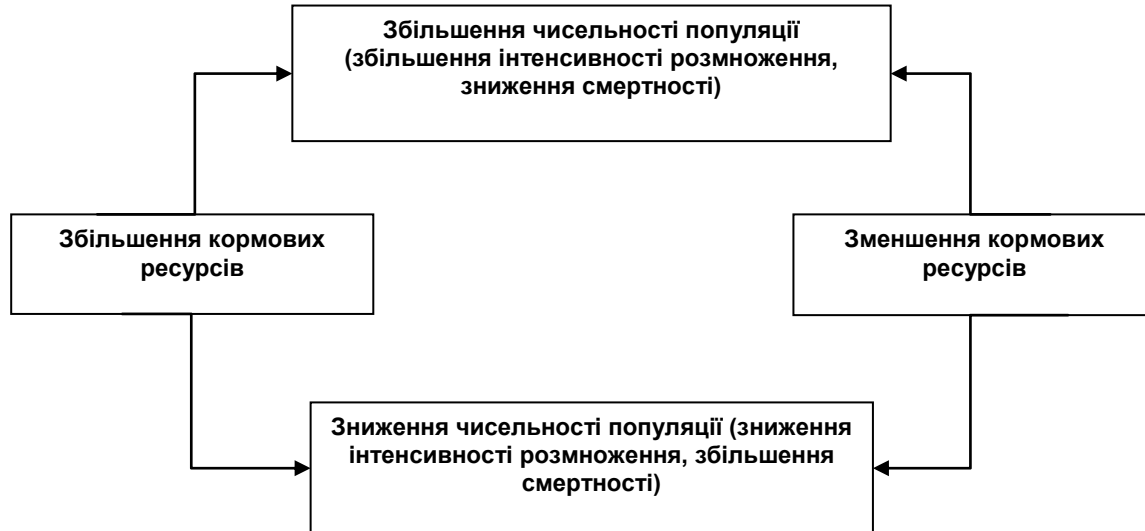 Збільшення чисельності популяції
(збільшення інтенсивності розмноження,
зниження смертності)
Збільшення кормових
ресурсів
Зменшення кормових
ресурсів
Зниження чисельності популяції (зниження
інтенсивності розмноження, збільшення
смертності)